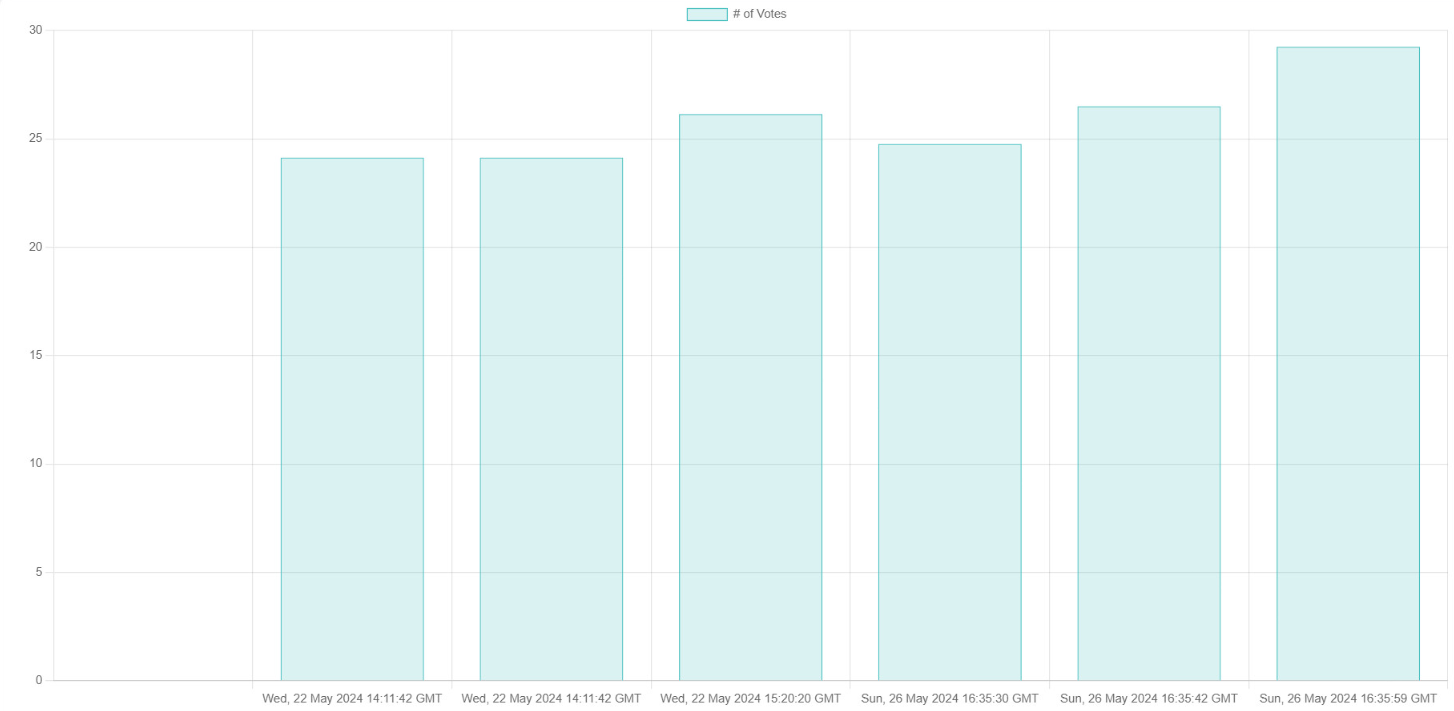 # of Votes
30
25
20
15
10
5
0
Wed, 22 May 2024 14:11:42 GMT
Wed, 22 May 2024 14:11:42 GMT
Wed, 22 May 2024 15:20:20 GMT
Sun, 26 May 2024 16:35:30 GMT
Sun, 26 May 2024 16:35:42 GMT
Sun, 26 May 2024 16:35:59 GMT